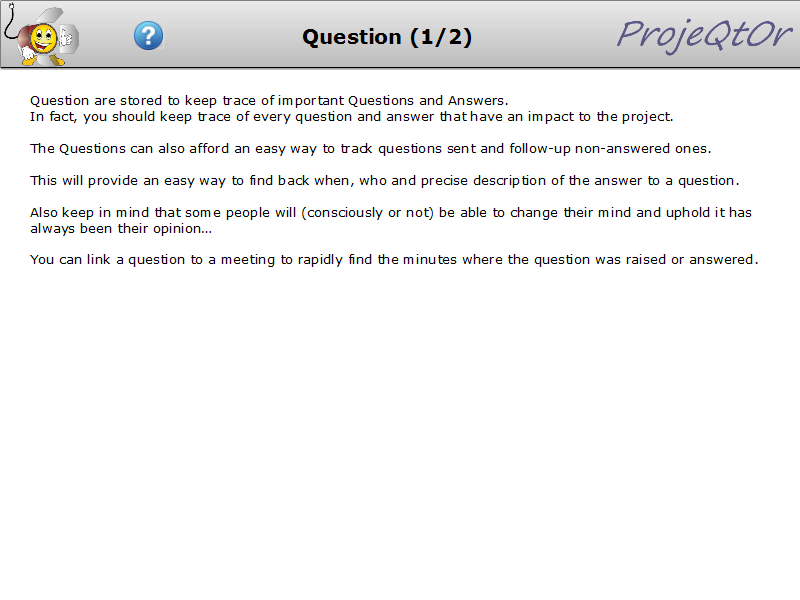 Question (1/2)
ProjeQtOr
Question are stored to keep trace of important Questions and Answers.
In fact, you should keep trace of every question and answer that have an impact to the project.
The Questions can also afford an easy way to track questions sent and follow-up non-answered ones.
This will provide an easy way to find back when, who and precise description of the answer to a question.
Also keep in mind that some people will (consciously or not) be able to change their mind and uphold it has
always been their opinion...
You can link a question to a meeting to rapidly find the minutes where the question was raised or answered.